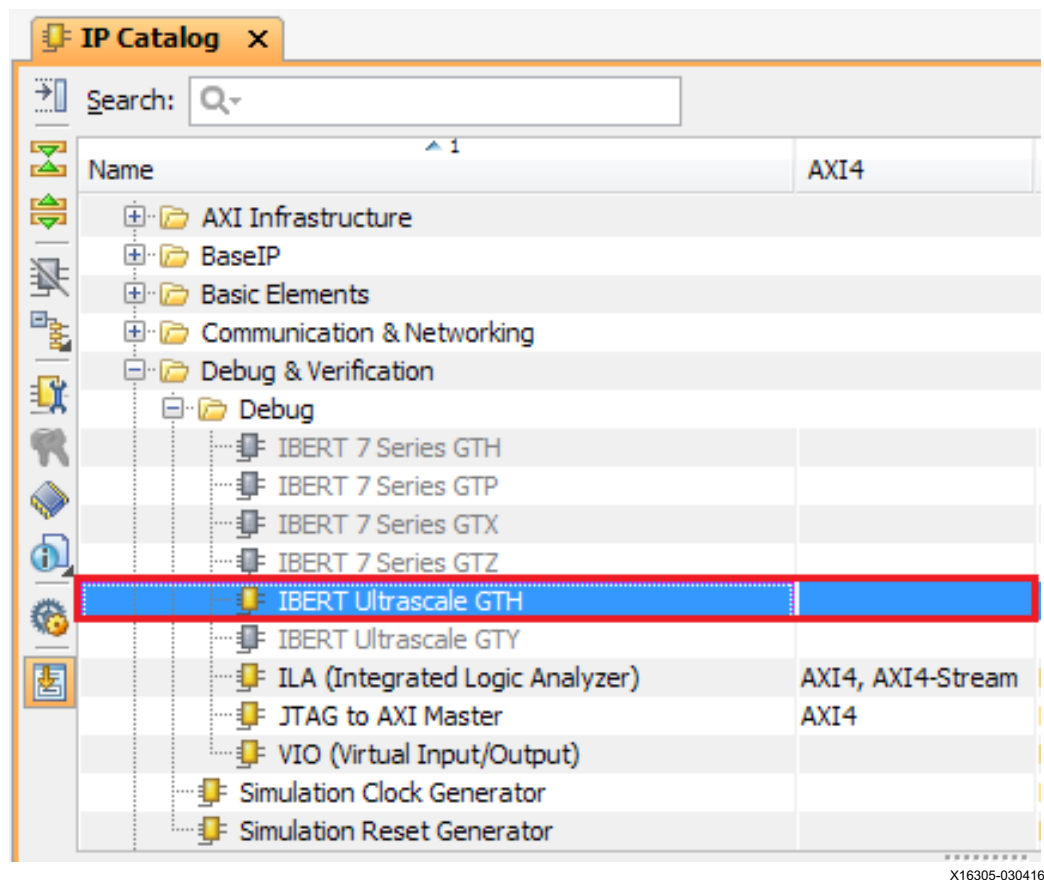 IP Catalog
Search:
1
Name AXI4
AXI Infrastructure
BaseIP
Basic Elements
Communication & Networking
Debug & Verification
Debug
IBERT 7 Series GTH
IBERT 7 Series GTP
IBERT 7 Series GTX
IBERT 7 Series GTZ
IBERT Ultrascale GTH
IBERT Ultrascale GTY
ILA (Integrated Logic Analyzer) AXI4, AXI4-Stream
JTAG to AXI Master AXI4
VIO (Virtual Input/Output)
Simulation Clock Generator
Simulation Reset Generator
X16305-030416